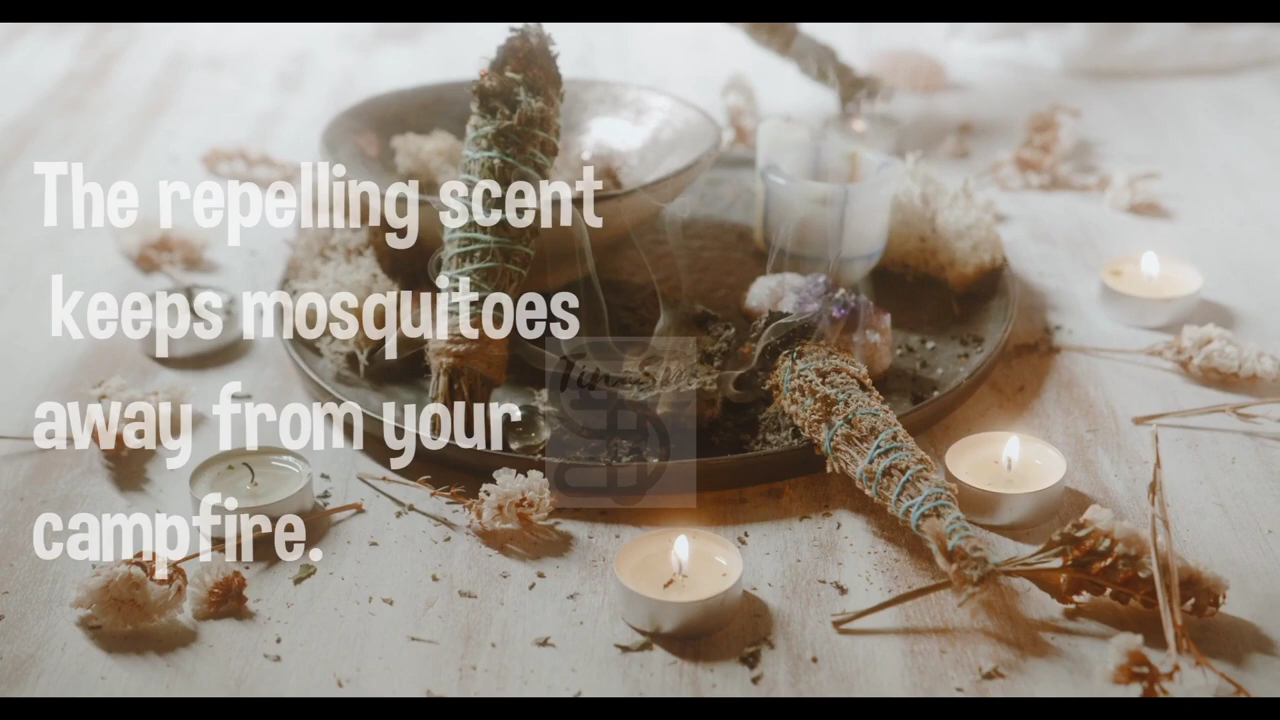 The repelling scent
keeps mosquitoes
away from your
campfire.